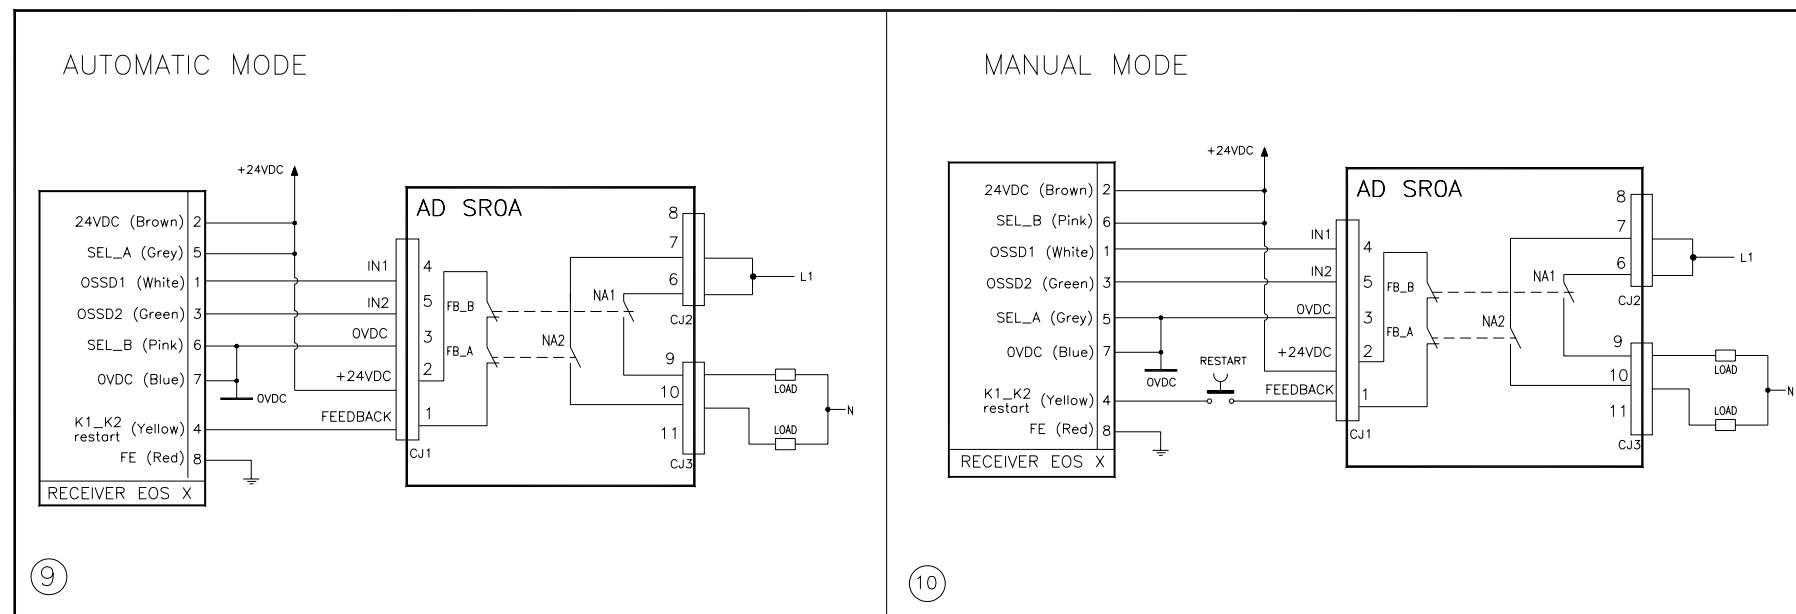 AUTOMATIC MODE
+24VDC
24VDC (Brown) 2
SEL_A (Grey) 5
OSSD1 (White) 1
OSSD2 (Green) 3
SEL_B (Pink) 6
0VDC (Blue) 7
K1_K2
restart (Yellow) 4
FE (Red) 8
RECEIVER EOS X
0VDC
IN1
IN2
0VDC
+24VDC
FEEDBACK
AD SR0A
4
5
3
2
1
CJ1
FB_B
FB_A
NA1
NA2
8
7
6
CJ2
9
10
11
CJ3
L1
LOAD
LOAD
N
9
MANUAL MODE
+24VDC
24VDC (Brown) 2
SEL_B (Pink) 6
OSSD1 (White) 1
OSSD2 (Green) 3
SEL_A (Grey) 5
0VDC (Blue) 7
K1_K2
restart (Yellow) 4
FE (Red) 8
RECEIVER EOS X
0VDC
RESTART
IN1
IN2
0VDC
+24VDC
FEEDBACK
AD SR0A
4
5
3
2
1
CJ1
FB_B
FB_A
NA1
NA2
8
7
6
CJ2
9
10
11
CJ3
L1
LOAD
LOAD
N
10